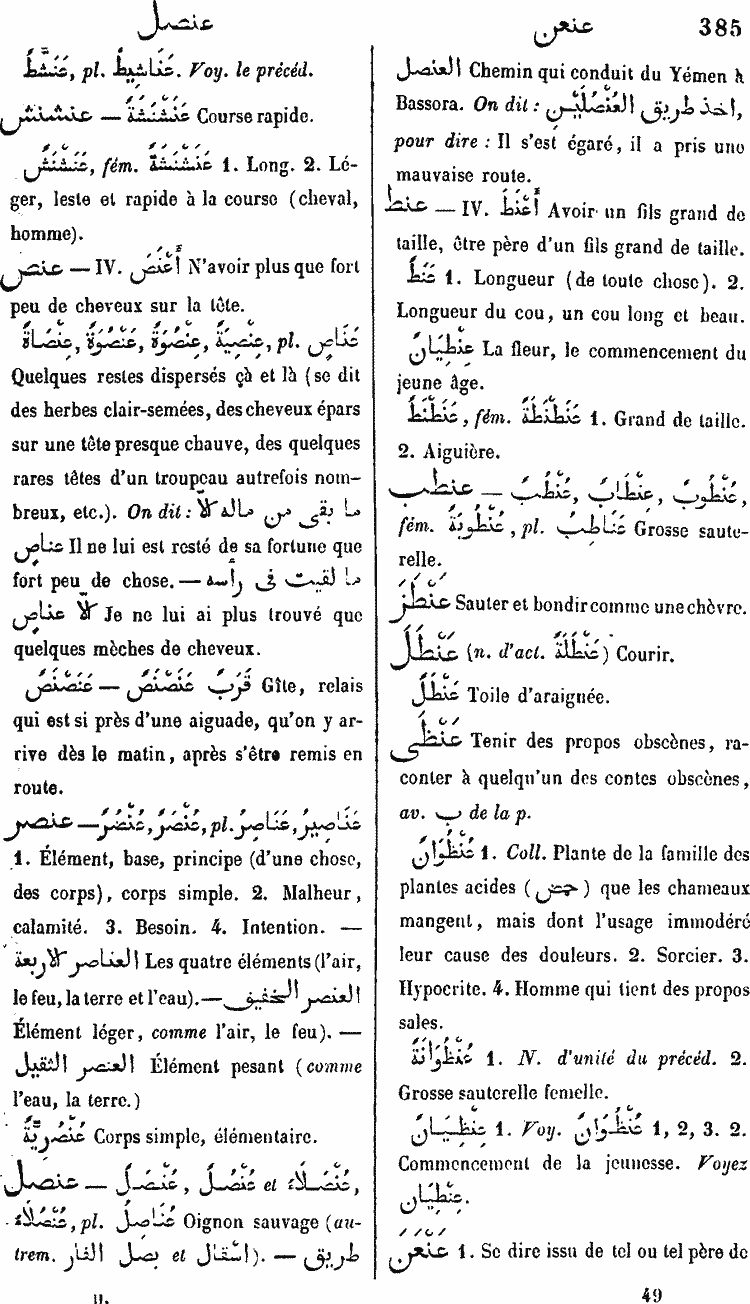 عنصل
عنعن 385
عُنَّشَطٌ, pl. عَنَاشِيطُ. Voy. le précéd.
عنشنش — عَنْشَنَشَةٌ Course rapide.
عَنَشْنَشٌ, fém. عَنَشْنَشَةٌ 1. Long. 2. Lé-
ger, leste et rapide à la course (cheval,
homme).
عنص — IV. أَعْنَصَ N'avoir plus que fort
peu de cheveux sur la tête.
عِنْصِيَةٌ, عِنْصُوَةٌ, عُنْصُوَةٌ, عِنْصَاةٌ, pl. عَنَاصٍ
Quelques restes dispersés çà et là (se dit
des herbes clair-semées, des cheveux épars
sur une tête presque chauve, des quelques
rares têtes d'un troupeau autrefois nom-
breux, etc.). On dit : ما بقى من ماله الّا
عناصٍ Il ne lui est resté de sa fortune que
fort peu de chose. — ما لقيت فى رأسه
الّا عناصٍ Je ne lui ai plus trouvé que
quelques mèches de cheveux.
عنصنص — قَرَبٌ عَنَصْنَصٌ Gîte, relais
qui est si près d'une aiguade, qu'on y ar-
rive dès le matin, après s'être remis en
route.
عنصر — عُنْصُرٌ, عُنْصَرٌ, pl. عَنَاصِرُ, عَنَاصِيرُ
1. Élément, base, principe (d'une chose,
des corps), corps simple. 2. Malheur,
calamité. 3. Besoin. 4. Intention. —
العناصر الاربعة Les quatre éléments (l'air,
le feu, la terre et l'eau). — العنصر الخفيف
Élément léger, comme l'air, le feu). —
العنصر الثقيل Élément pesant (comme
l'eau, la terre.)
عُنْصُرِيَّةٌ Corps simple, élémentaire.
عنصل — عُنْصُلٌ, عُنْصَلٌ et عُنْصُلَاءُ,
عُنْصَلَاءُ, pl. عَنَاصِلُ Oignon sauvage (au-
trem. بصل الفار et اشقال). — طريق
II.
العنصل Chemin qui conduit du Yémen à
Bassora. On dit : اخذ طريق العُنْصُلَيْن,
pour dire : Il s'est égaré, il a pris une
mauvaise route.
عنط — IV. أَعْنَطَ Avoir un fils grand de
taille, être père d'un fils grand de taille.
عَنَطٌ 1. Longueur (de toute chose). 2.
Longueur du cou, un cou long et beau.
عِنْطِيَانٌ La fleur, le commencement du
jeune âge.
عَنَطْنَطٌ, fém. عَنَطْنَطَةٌ 1. Grand de taille.
2. Aiguière.
عنطب — عُنْطُبٌ, عُنْطَابٌ, عُنْطُوبٌ,
fém. عُنْطُوبَةٌ, pl. عَنَاطِبُ Grosse saute-
relle.
عَنْطَزَ Sauter et bondir comme une chèvre.
عَنْطَلَ (n. d'act. عَنْطَلَةٌ) Courir.
عَنْطَلٌ Toile d'araignée.
عَنْظَى Tenir des propos obscènes, ra-
conter à quelqu'un des contes obscènes,
av. ب de la p.
عُنْظُوَانٌ 1. Coll. Plante de la famille des
plantes acides (حمض) que les chameaux
mangent, mais dont l'usage immodéré
leur cause des douleurs. 2. Sorcier. 3.
Hypocrite. 4. Homme qui tient des propos
sales.
عُنْظُوَانَةٌ 1. N. d'unité du précéd. 2.
Grosse sauterelle femelle.
عِنْظِيَانٌ 1. Voy. عُنْظُوَانٌ 1, 2, 3. 2.
Commencement de la jeunesse. Voyez
عِنْطِيَان.
عَنْعَنَ 1. Se dire issu de tel ou tel père de
49